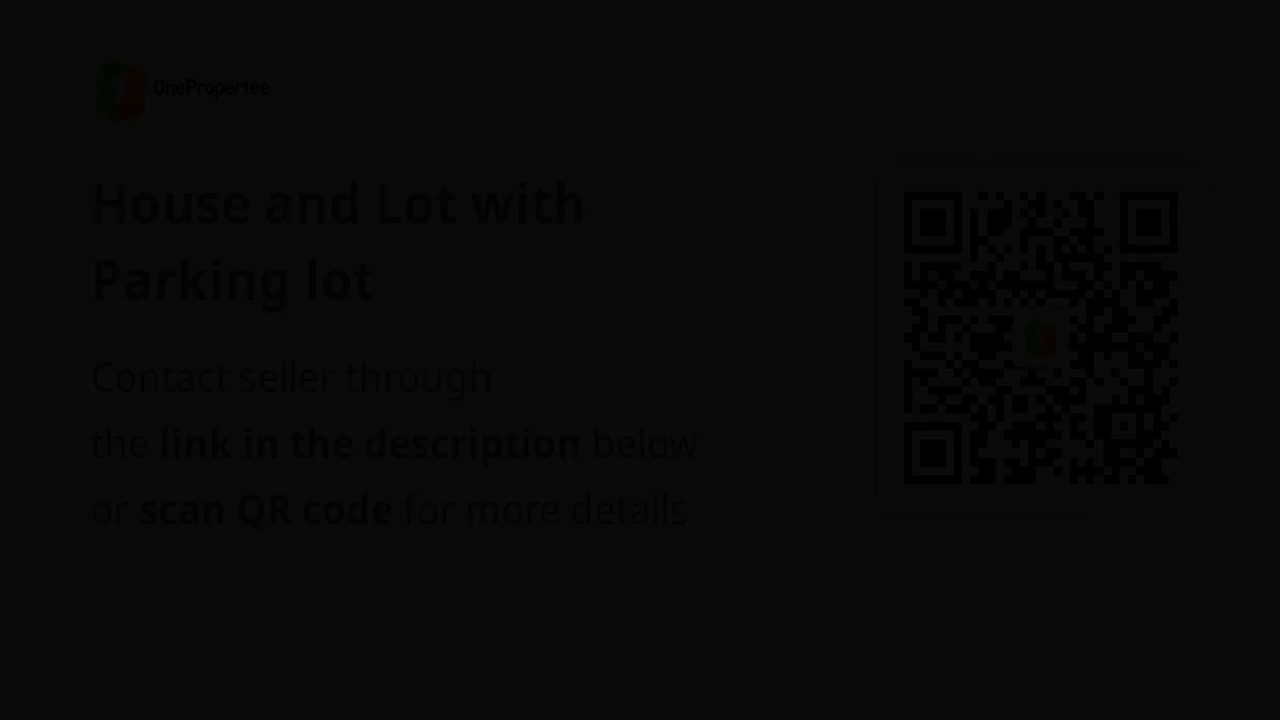 OnePropertee
House and Lot with
Parking lot
Contact seller through
the link in the description below
or scan QR code for more details